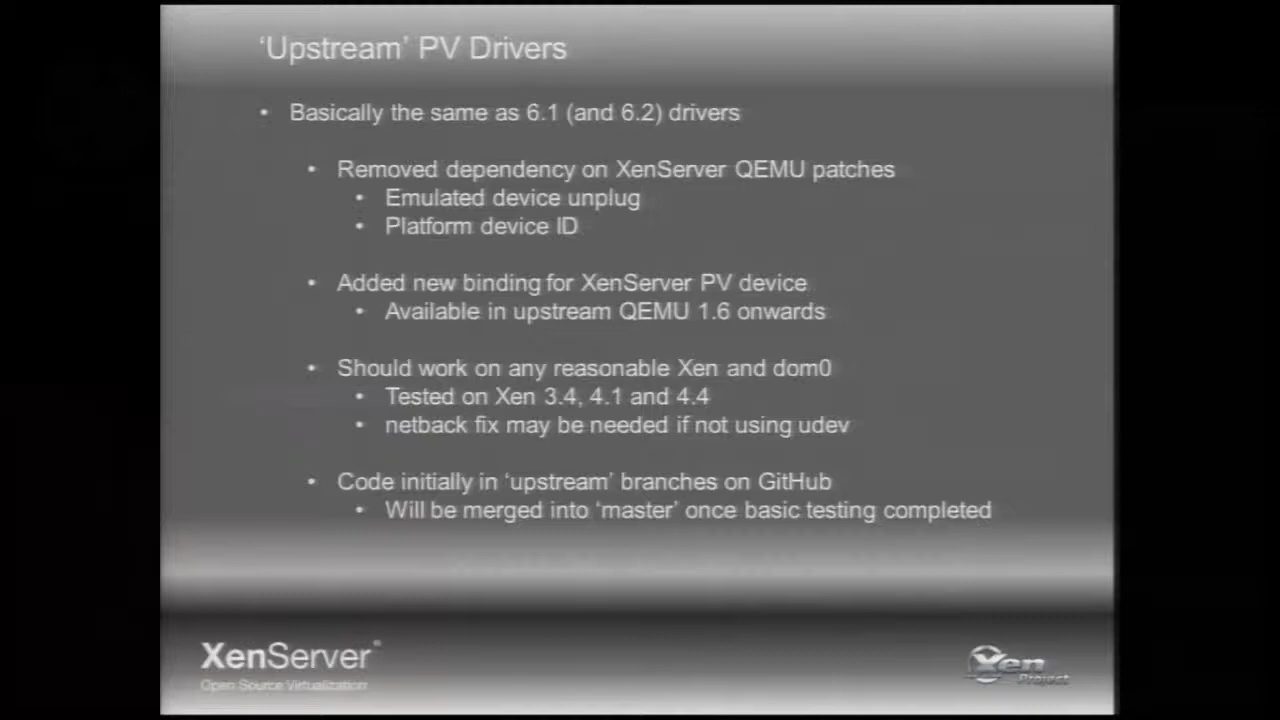 ‘Upstream’ PV Drivers
• Basically the same as 6.1 (and 6.2) drivers
• Removed dependency on XenServer QEMU patches
• Emulated device unplug
• Platform device ID
• Added new binding for XenServer PV device
• Available in upstream QEMU 1.6 onwards
• Should work on any reasonable Xen and dom0
• Tested on Xen 3.4, 4.1 and 4.4
• netback fix may be needed if not using udev
• Code initially in ‘upstream’ branches on GitHub
• Will be merged into ‘master’ once basic testing completed
XenServer
Open Source Virtualization
Xen
Project